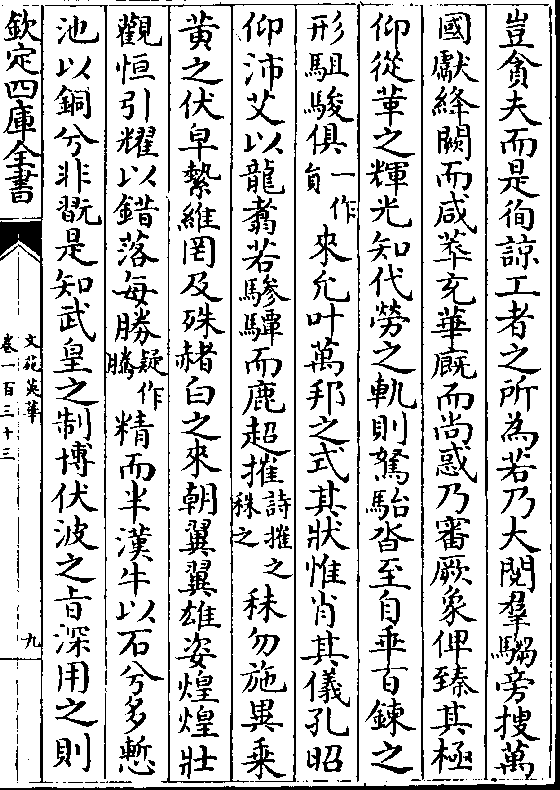 豈貪夫而是徇諒工者之所為若乃大閱羣驅旁搜萬
國獻絳闕而咸萃充華廐而尚惑乃審厥象俾臻其極
仰從革之輝光知代勞之軌則駑駘沓至自垂百鍊之
形駔駿俱一作負來允叶萬邦之式其狀惟肖其儀孔昭
仰沛艾以龍翥若驂驔而鹿超摧詩摧之秣之秣勿施異乘
黄之伏皁縶維罔及殊赭白之來朝翼翼雄姿煌煌壯
觀恒引耀以錯落每勝疑作騰精而半漢牛以石兮多慙
池以銅兮非翫是知武皇之制博伏波之旨深用之則
欽定四庫全書
文苑英華
卷一百三十三
九